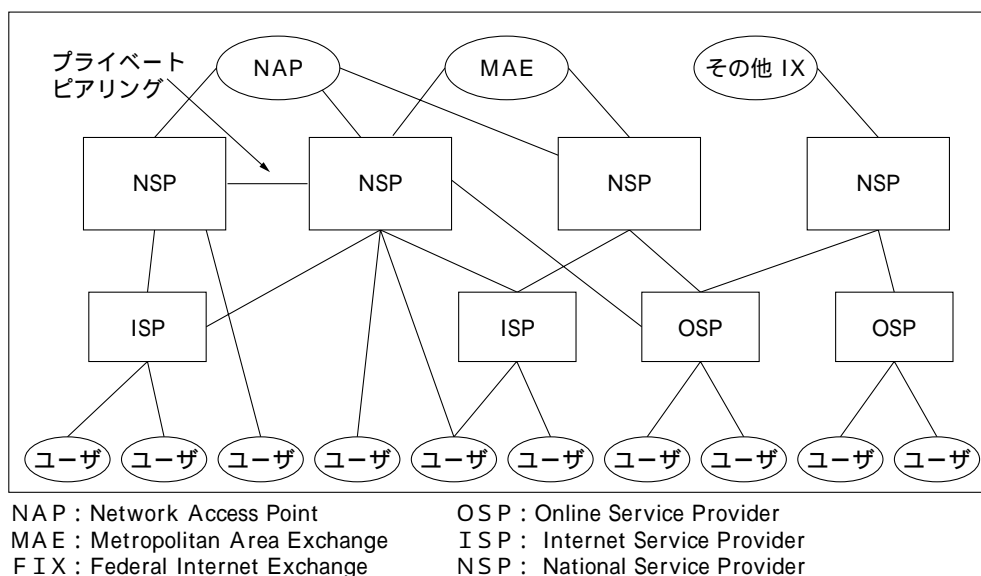 プライベート
ピアリング
NAP
MAE
その他 IX
NSP
NSP
NSP
NSP
ISP
ISP
OSP
OSP
ユーザ
ユーザ
ユーザ
ユーザ
ユーザ
ユーザ
ユーザ
ユーザ
ユーザ
ユーザ
NAP：Network Access Point
MAE：Metropolitan Area Exchange
FIX：Federal Internet Exchange
OSP：Online Service Provider
ISP： Internet Service Provider
NSP： National Service Provider